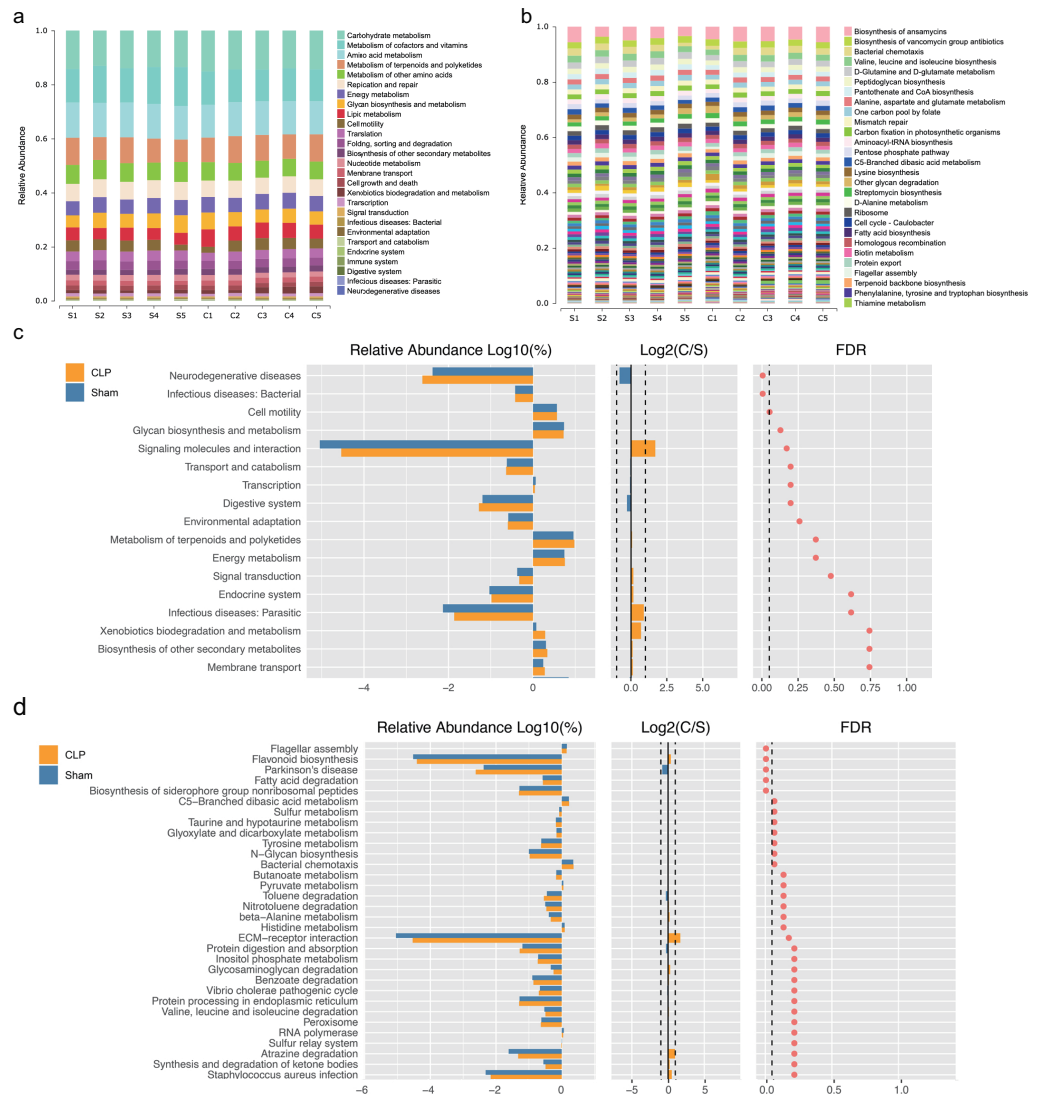 a
1.0
0.8
0.6
0.4
0.2
0.0
Relative Abundance
S1 S2 S3 S4 S5 C1 C2 C3 C4 C5
Carbohydrate metabolism
Metabolism of cofactors and vitamins
Amino acid metabolism
Metabolism of terpenoids and polyketides
Metabolism of other amino acids
Replication and repair
Energy metabolism
Glycan biosynthesis and metabolism
Lipic metabolism
Cell motility
Translation
Foldng, sorting and degradation
Biosynthesis of other secondary metabolites
Nucleotide metabolism
Membrane transport
Cell growth and death
Xenobiotics biodegradation and metabolism
Transcription
Signal transduction
Infectious diseases: Bacterial
Environmental adaptation
Transport and catabolism
Endocrine system
Immune system
Digestive system
Infectious diseases: Parasitic
Neurodegenerative diseases
b
1.0
0.8
0.6
0.4
0.2
0.0
Relative Abundance
S1 S2 S3 S4 S5 C1 C2 C3 C4 C5
Biosynthesis of ansamycins
Biosynthesis of vancomycin group antibiotics
Bacterial chemotaxis
Valine, leucine and isoleucine biosynthesis
D-Glutamine and D-glutamate metabolism
Peptidoglycan biosynthesis
Pantothenate and CoA biosynthesis
Alanine, aspartate and glutamate metabolism
One carbon pool by folate
Mismatch repair
Carbon fixation in photosynthetic organisms
Aminoacyl-tRNA biosynthesis
Pentose phosphate pathway
C5-Branched dibasic acid metabolism
Lysine biosynthesis
Other glycan degradation
Streptomycin biosynthesis
D-Alanine metabolism
Ribosome
Cell cycle - Caulobacter
Fatty acid biosynthesis
Homologous recombination
Biotin metabolism
Protein export
Flagellar assembly
Terpenoid backbone biosynthesis
Phenylalanine, tyrosine and tryptophan biosynthesis
Thiamine metabolism
c
Relative Abundance Log10(%) Log2(C/S) FDR
CLP
Sham
Neurodegenerative diseases
Infectious diseases: Bacterial
Cell motility
Glycan biosynthesis and metabolism
Signaling molecules and interaction
Transport and catabolism
Transcription
Digestive system
Environmental adaptation
Metabolism of terpenoids and polyketides
Energy metabolism
Signal transduction
Endocrine system
Infectious diseases: Parasitic
Xenobiotics biodegradation and metabolism
Biosynthesis of other secondary metabolites
Membrane transport
−4 −2 0 0.0 2.5 5.0 0.00 0.25 0.50 0.75 1.00
d
Relative Abundance Log10(%) Log2(C/S) FDR
CLP
Sham
Flagellar assembly
Flavonoid biosynthesis
Parkinson's disease
Fatty acid degradation
Biosynthesis of siderophore group nonribosomal peptides
C5−Branched dibasic acid metabolism
Sulfur metabolism
Taurine and hypotaurine metabolism
Glyoxylate and dicarboxylate metabolism
Tyrosine metabolism
N−Glycan biosynthesis
Bacterial chemotaxis
Butanoate metabolism
Pyruvate metabolism
Toluene degradation
Nitrotoluene degradation
beta−Alanine metabolism
Histidine metabolism
ECM−receptor interaction
Protein digestion and absorption
Inositol phosphate metabolism
Glycosaminoglycan degradation
Benzoate degradation
Vibrio cholerae pathogenic cycle
Protein processing in endoplasmic reticulum
Valine, leucine and isoleucine degradation
Peroxisome
RNA polymerase
Sulfur relay system
Atrazine degradation
Synthesis and degradation of ketone bodies
Staphylococcus aureus infection
−6 −4 −2 0 −5 0 5 0.0 0.5 1.0